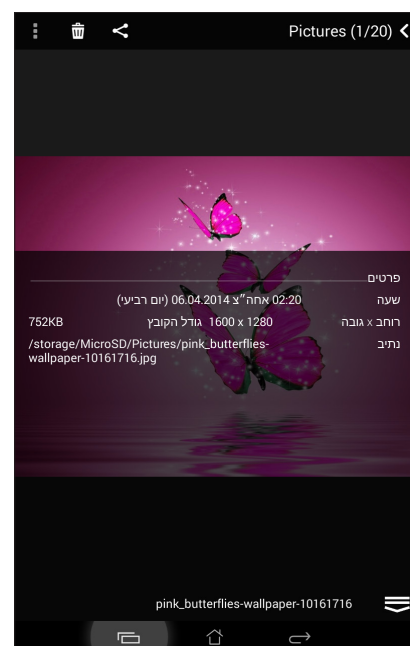 Pictures (1/20)
פרטים
שעה 02:20 אחה״צ 06.04.2014 (יום רביעי)
רוחב x גובה 1600 x 1280 גודל הקובץ 752KB
נתיב /storage/MicroSD/Pictures/pink_butterflies-
wallpaper-10161716.jpg
pink_butterflies-wallpaper-10161716